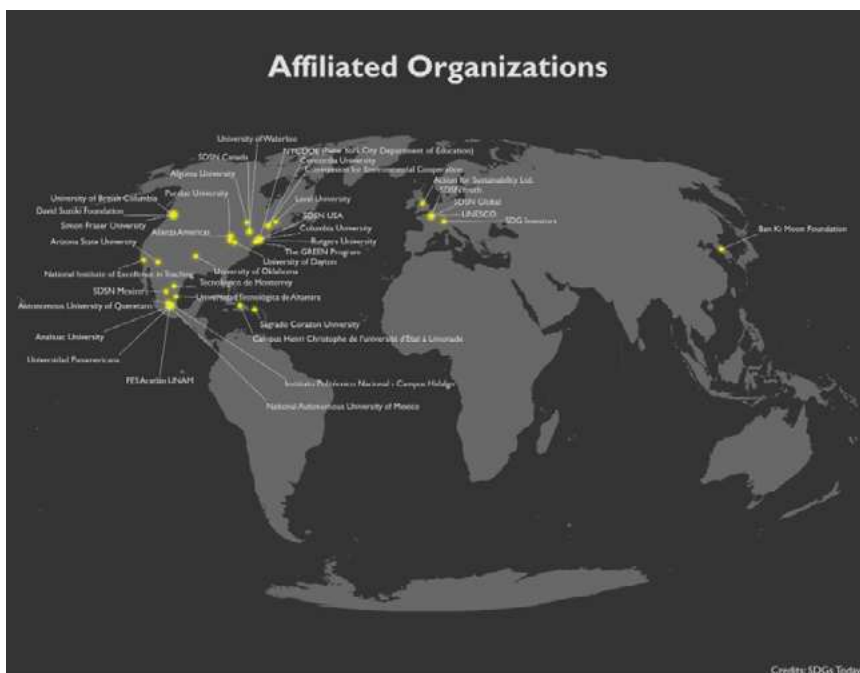 Affiliated Organizations
University of Waterloo
NYCDOE (New York City Department of Education)
SDSN Canada
Concordia University
Commission for Environmental Cooperation
Algoma University
Purdue University
Laval University
University of British Columbia
David Suzuki Foundation
SDSN USA
Simon Fraser University
Columbia University
Arizona State University
Rutgers University
The GREEN Program
University of Dayton
University of Oklahoma
National Institute of Excellence in Teaching
Tecnológico de Monterrey
SDSN Mexico
Universidad Tecnológica de Altamira
Autonomous University of Queretaro
Sagrado Corazon University
Anahuac University
Campus Henri Christophe de l'université d'État à Limonade
Universidad Panamericana
FES Acatlán UNAM
Instituto Politécnico Nacional - Campus Hidalgo
National Autonomous University of Mexico
Action for Sustainability Ltd.
SDSN Youth
SDSN Global
UNESCO
SDG Investors
Ban Ki Moon Foundation
Credits: SDGs Today